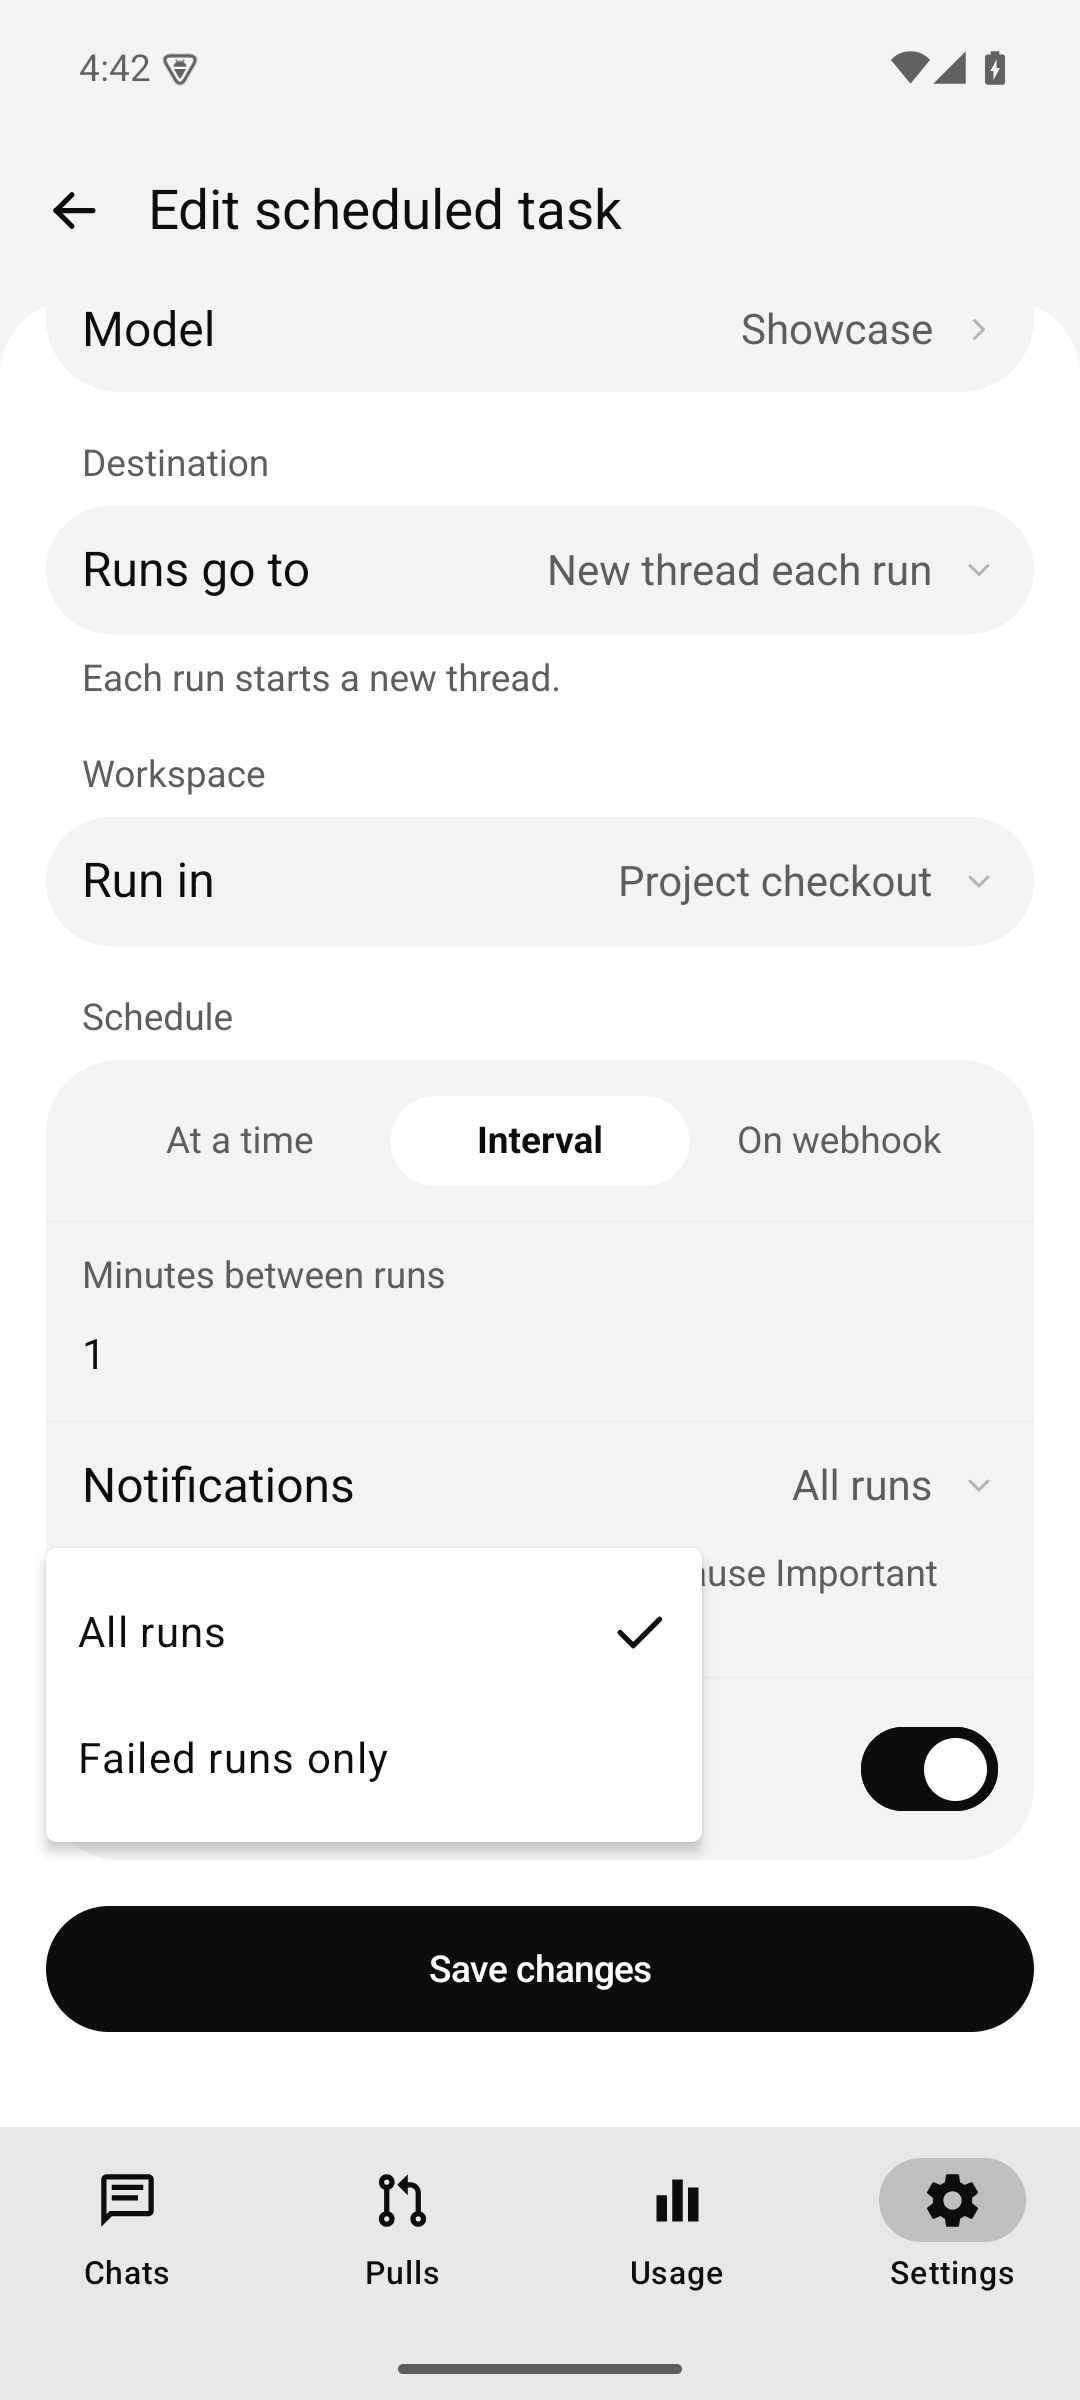 4:42
Edit scheduled task
Model
Showcase
Destination
Runs go to
New thread each run
Each run starts a new thread.
Workspace
Run in
Project checkout
Schedule
At a time
Interval
On webhook
Minutes between runs
1
Notifications
All runs
Important
All runs
Failed runs only
Save changes
Chats
Pulls
Usage
Settings